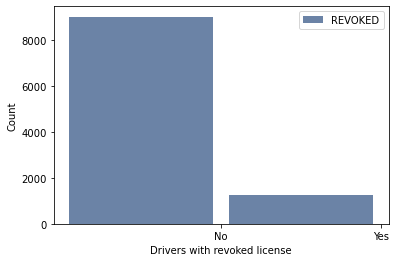 REVOKED
8000
6000
4000
2000
0
Count
No
Yes
Drivers with revoked license